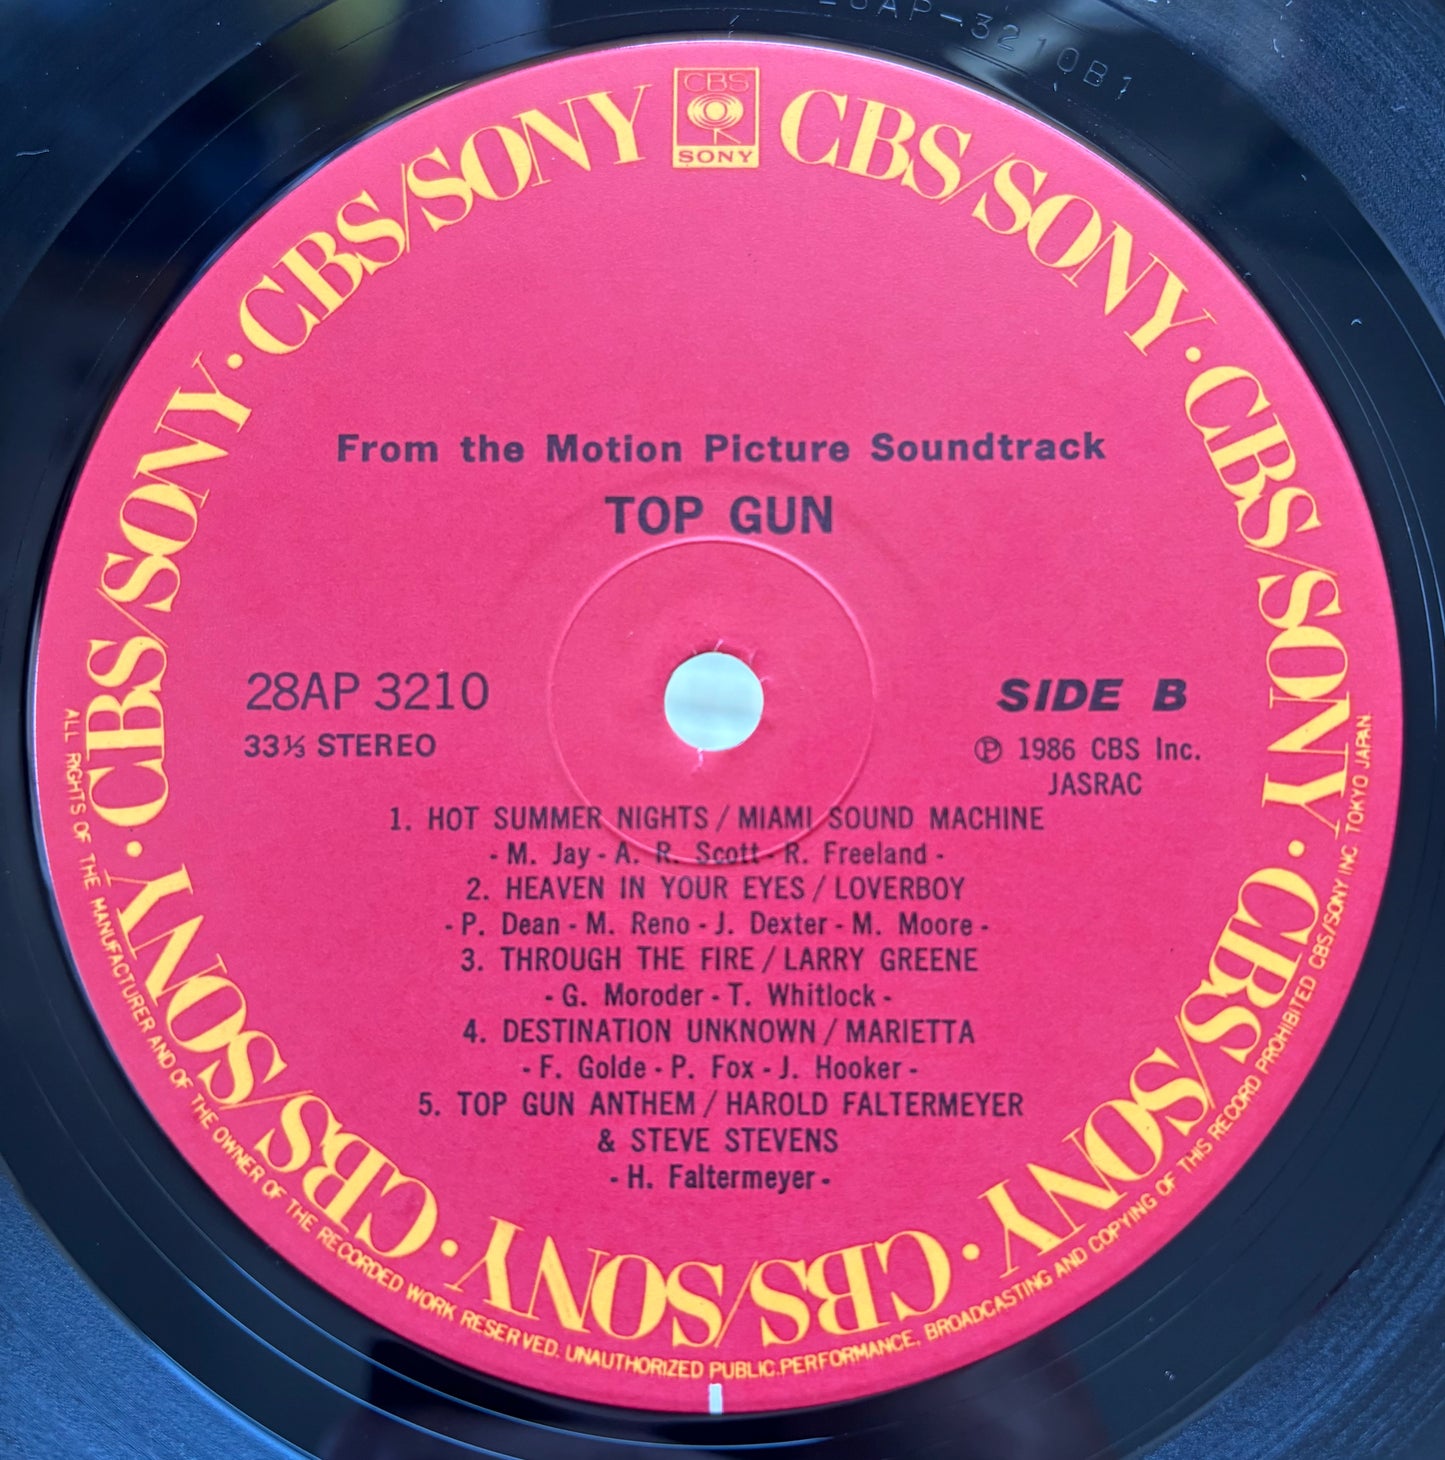 28AP-3210B1
CBS
SONY
CBS/SONY · CBS/SONY · CBS/SONY · CBS/SONY · CBS/SONY · CBS/SONY · CBS/SONY · CBS/SONY
From the Motion Picture Soundtrack
TOP GUN
28AP 3210
33⅓ STEREO
SIDE B
Ⓟ 1986 CBS Inc.
JASRAC
1. HOT SUMMER NIGHTS / MIAMI SOUND MACHINE
- M. Jay - A. R. Scott - R. Freeland -
2. HEAVEN IN YOUR EYES / LOVERBOY
- P. Dean - M. Reno - J. Dexter - M. Moore -
3. THROUGH THE FIRE / LARRY GREENE
- G. Moroder - T. Whitlock -
4. DESTINATION UNKNOWN / MARIETTA
- F. Golde - P. Fox - J. Hooker -
5. TOP GUN ANTHEM / HAROLD FALTERMEYER
& STEVE STEVENS
- H. Faltermeyer -
ALL RIGHTS OF THE MANUFACTURER AND OF THE OWNER OF THE RECORDED WORK RESERVED. UNAUTHORIZED PUBLIC.PERFORMANCE, BROADCASTING AND COPYING OF THIS RECORD PROHIBITED CBS/SONY INC. TOKYO JAPAN